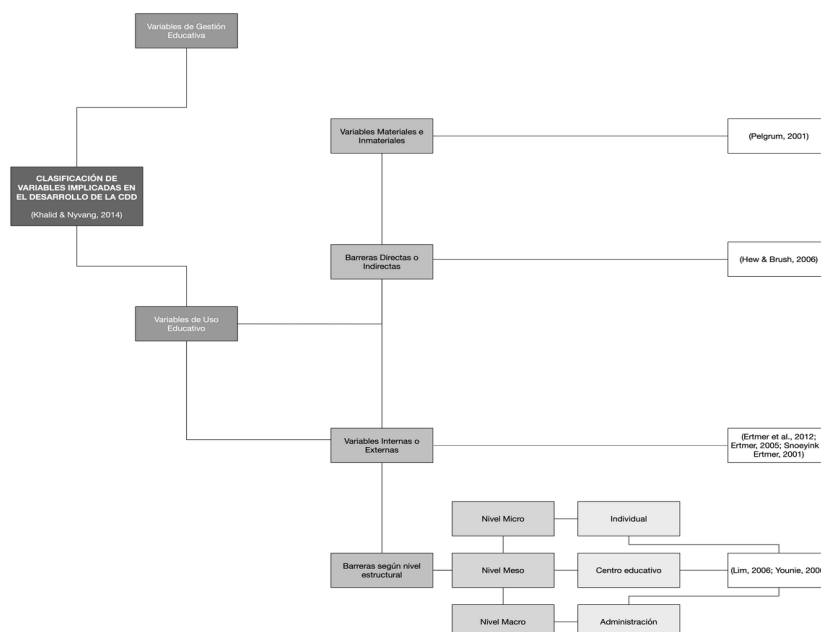 Variables de Gestión
Educativa
CLASIFICACIÓN DE
VARIABLES IMPLICADAS EN
EL DESARROLLO DE LA CDD
(Khalid & Nyvang, 2014)
Variables de Uso
Educativo
Variables Materiales e
Inmateriales
(Pelgrum, 2001)
Barreras Directas o
Indirectas
(Hew & Brush, 2006)
Variables Internas o
Externas
(Ertmer et al., 2012;
Ertmer, 2005; Snoeyink
Ertmer, 2001)
Barreras según nivel
estructural
Nivel Micro
Individual
Nivel Meso
Centro educativo
(Lim, 2006; Younie, 200
Nivel Macro
Administración